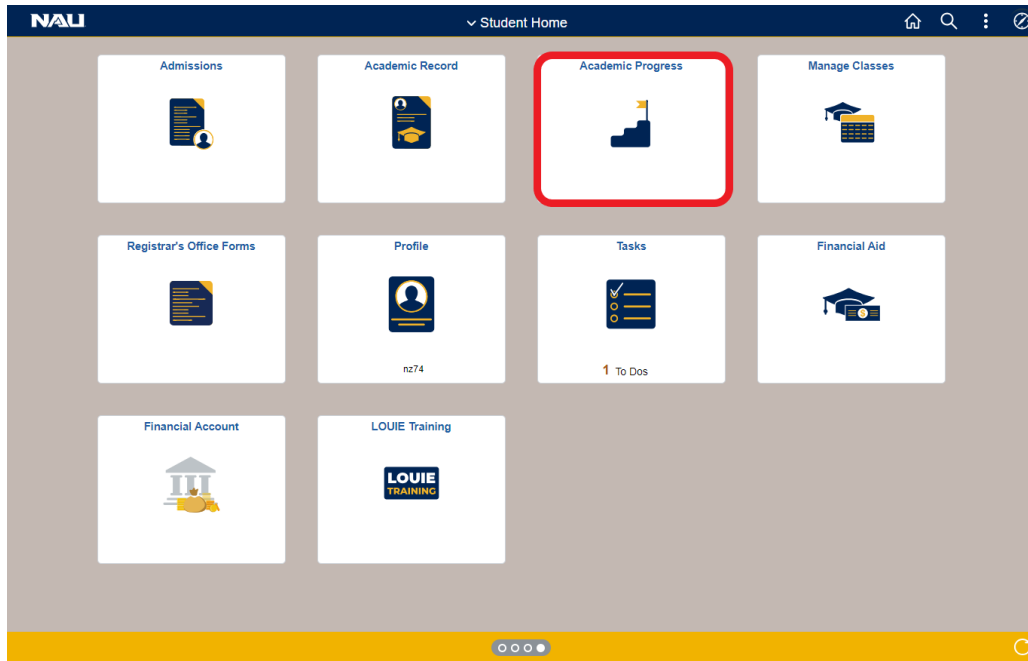 NAU
Student Home
Admissions
Academic Record
Academic Progress
Manage Classes
Registrar's Office Forms
Profile
nz74
Tasks
1 To Dos
Financial Aid
Financial Account
LOUIE Training
LOUIE
TRAINING